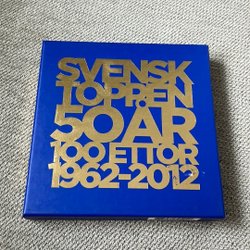 SVENSK
TOPPEN
50 ÅR
100 ETTOR
1962-2012